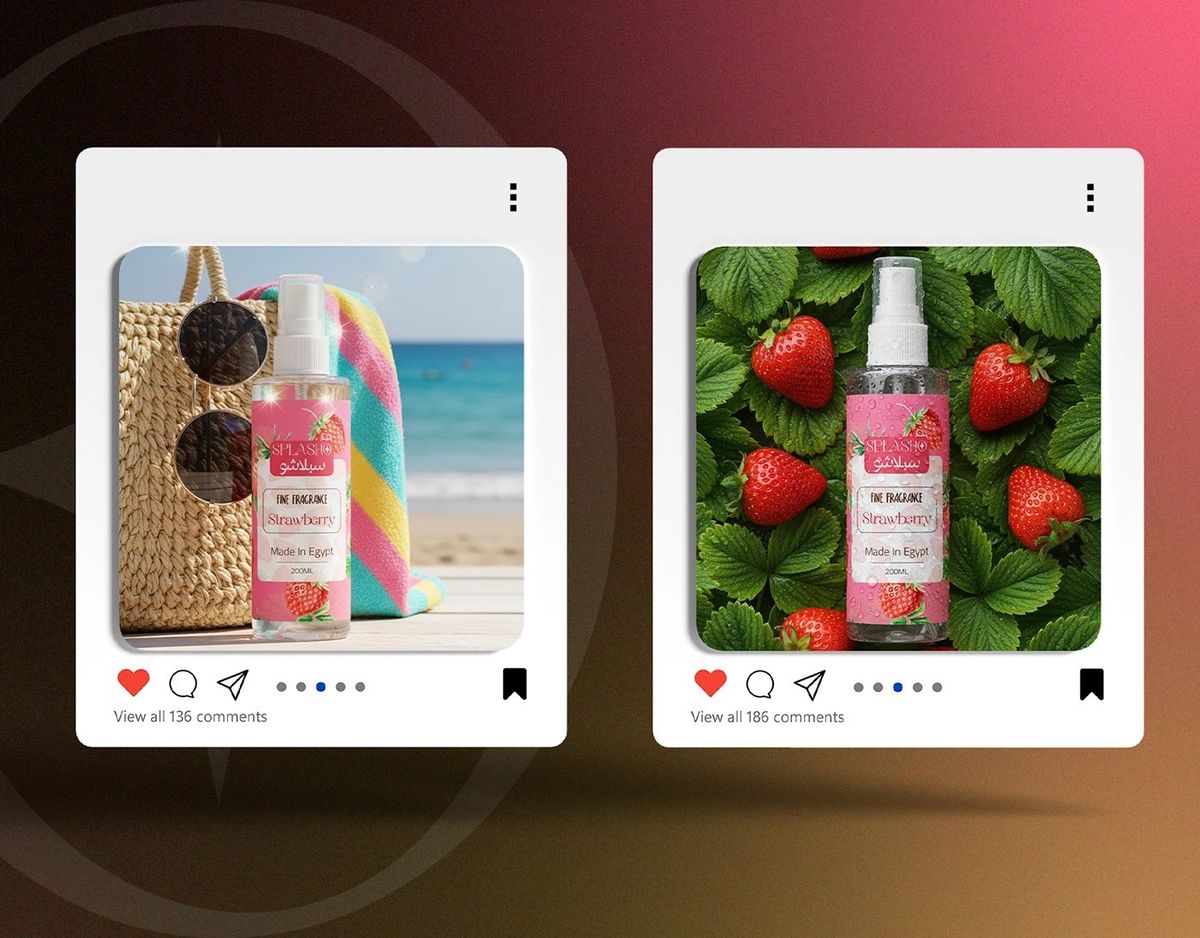 SPLASHO
سبلاشو
FINE FRAGRANCE
Strawberry
Made In Egypt
200ML
View all 136 comments
SPLASHO
سبلاشو
FINE FRAGRANCE
Strawberry
Made In Egypt
200ML
View all 186 comments